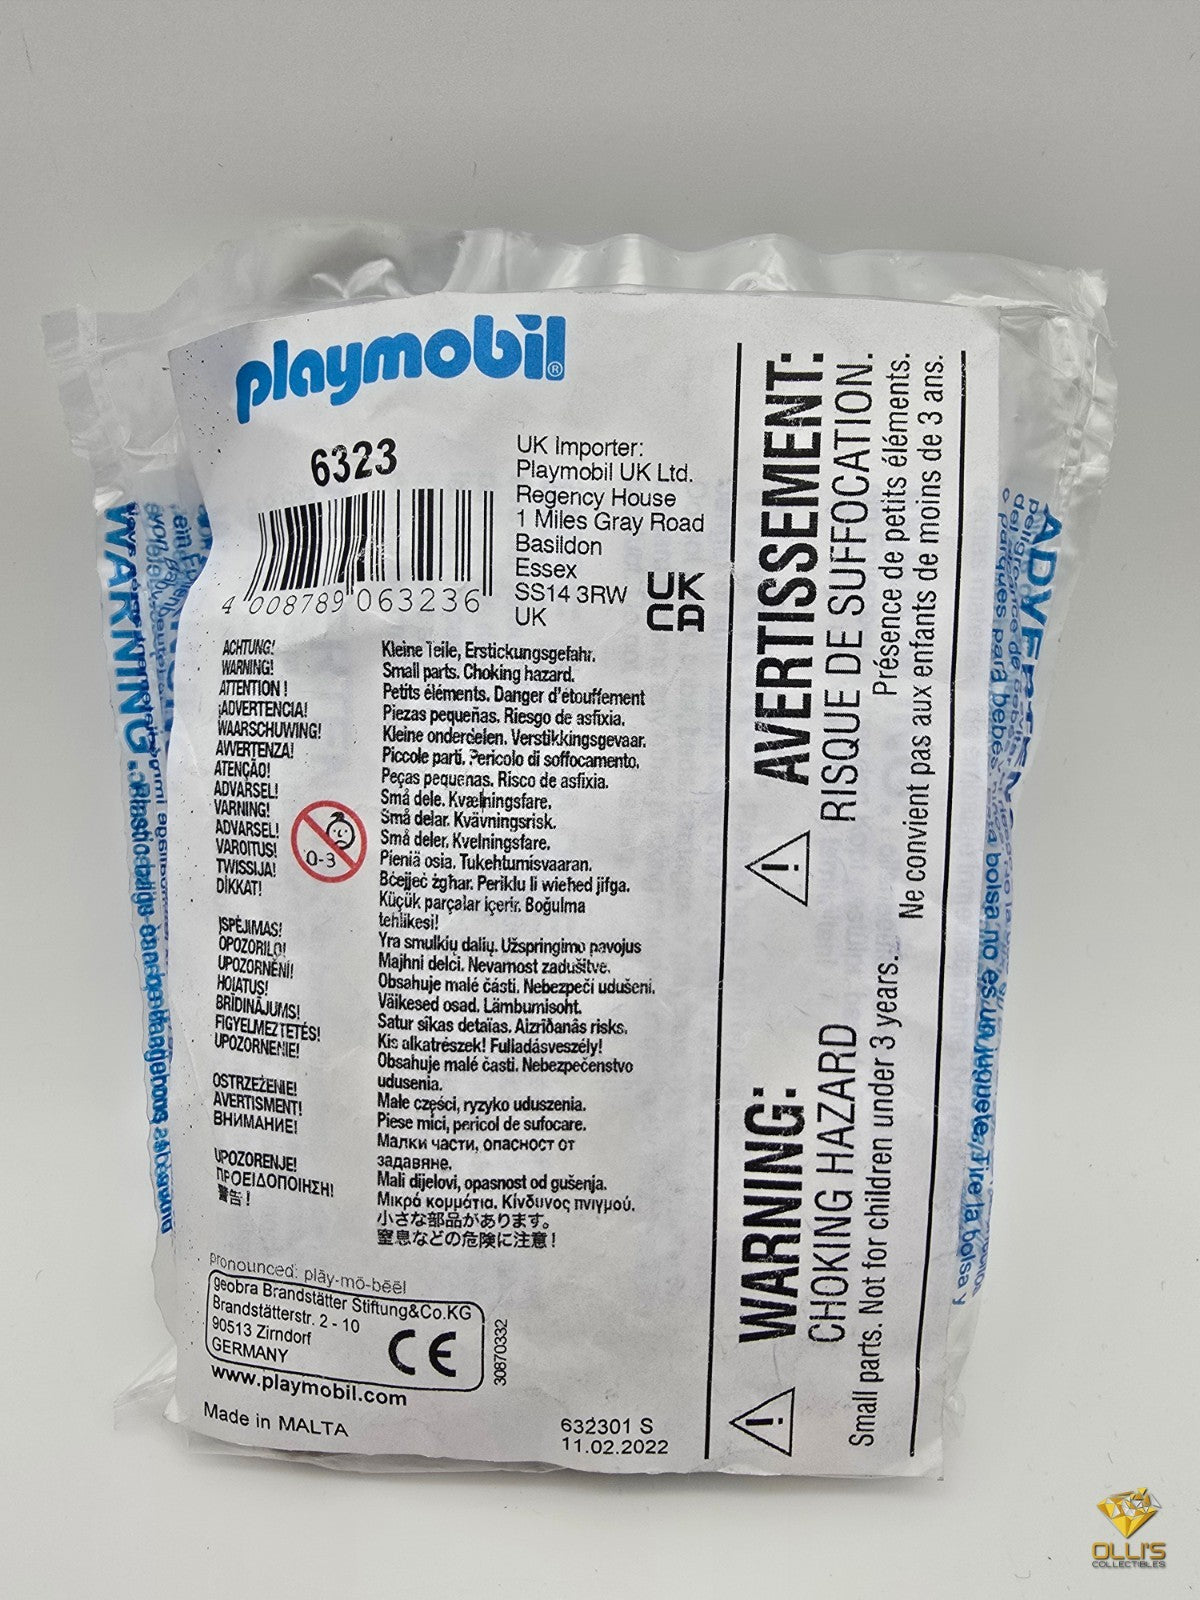 playmobil®
6323
4 008789 063236
UK Importer:
Playmobil UK Ltd.
Regency House
1 Miles Gray Road
Basildon
Essex
SS14 3RW
UK
UK
CA
ACHTUNG! Kleine Teile, Erstickungsgefahr.
WARNING! Small parts. Choking hazard.
ATTENTION ! Petits éléments. Danger d'étouffement
¡ADVERTENCIA! Piezas pequeñas. Riesgo de asfixia.
WAARSCHUWING! Kleine onderdelen. Verstikkingsgevaar.
AVVERTENZA! Piccole parti. Pericolo di soffocamento.
ATENÇÃO! Peças pequenas. Risco de asfixia.
ADVARSEL! Små dele. Kvælningsfare.
VARNING! Små delar. Kvävningsrisk.
ADVARSEL! Små deler. Kvelningsfare.
VAROITUS! Pieniä osia. Tukehtumisvaaran.
TWISSIJA! Bċejjeċ żgħar. Periklu li wieħed jifga.
DİKKAT! Küçük parçalar içerir. Boğulma
tehlikesi!
ĮSPĖJIMAS! Yra smulkių dalių. Užspringimo pavojus
OPOZORILO! Majhni delci. Nevarnost zadušitve.
UPOZORNĚNÍ! Obsahuje malé části. Nebezpečí udušení.
HOIATUS! Väikesed osad. Lämbumisoht.
BRĪDINĀJUMS! Satur sīkas detaļas. Aizrīšanās risks.
FIGYELMEZTETÉS! Kis alkatrészek! Fulladásveszély!
UPOZORNENIE! Obsahuje malé časti. Nebezpečenstvo
udusenia.
OSTRZEŻENIE! Małe części, ryzyko uduszenia.
AVERTISMENT! Piese mici, pericol de sufocare.
ВНИМАНИЕ! Малки части, опасност от
задавяне.
UPOZORENJE! Mali dijelovi, opasnost od gušenja.
ΠΡΟΕΙΔΟΠΟΙΗΣΗ! Μικρά κομμάτια. Κίνδυνος πνιγμού.
警告! 小さな部品があります。
窒息などの危険に注意!
0-3
pronounced: plāy-mō-bēēl
geobra Brandstätter Stiftung&Co.KG
Brandstätterstr. 2 - 10
90513 Zirndorf
GERMANY
CE
30870332
www.playmobil.com
Made in MALTA
632301 S
11.02.2022
WARNING:
CHOKING HAZARD
Small parts. Not for children under 3 years.
AVERTISSEMENT:
RISQUE DE SUFFOCATION.
Présence de petits éléments.
Ne convient pas aux enfants de moins de 3 ans.
WARNING
OLLI'S
COLLECTIBLES